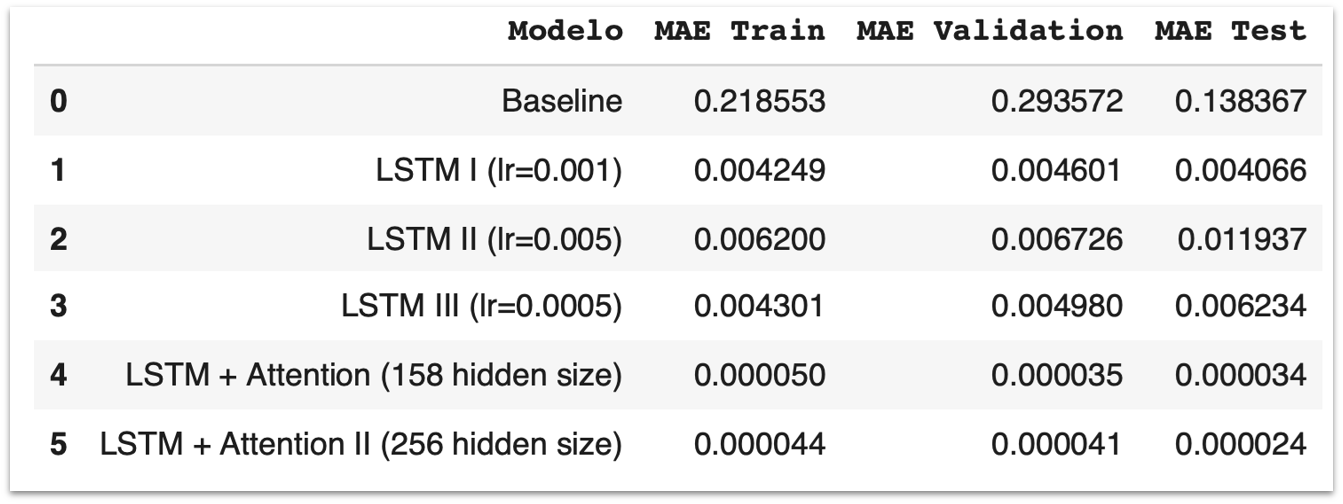 Modelo MAE Train MAE Validation MAE Test
0 Baseline 0.218553 0.293572 0.138367
1 LSTM I (lr=0.001) 0.004249 0.004601 0.004066
2 LSTM II (lr=0.005) 0.006200 0.006726 0.011937
3 LSTM III (lr=0.0005) 0.004301 0.004980 0.006234
4 LSTM + Attention (158 hidden size) 0.000050 0.000035 0.000034
5 LSTM + Attention II (256 hidden size) 0.000044 0.000041 0.000024